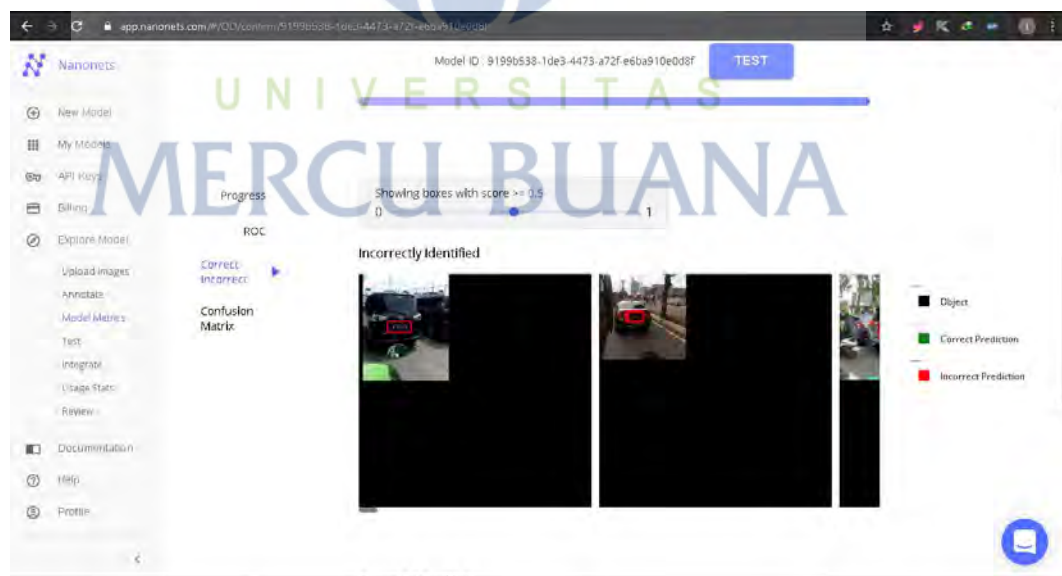 app.nanonets.com/#/OD/confirm/9199b538-1de3-4473-a72f-e6ba910e0d8f
Nanonets
Model ID : 9199b538-1de3-4473-a72f-e6ba910e0d8f
TEST
UNIVERSITAS
MERCU BUANA
New Model
My Models
API Keys
Billing
Explore Model
Upload images
Annotate
Model Metrics
Test
Integrate
Usage Stats
Review
Documentation
Help
Profile
Progress
ROC
Correct
Incorrect
Confusion
Matrix
Showing boxes with score >= 0.5
0
1
Incorrectly Identified
Object
Correct Prediction
Incorrect Prediction